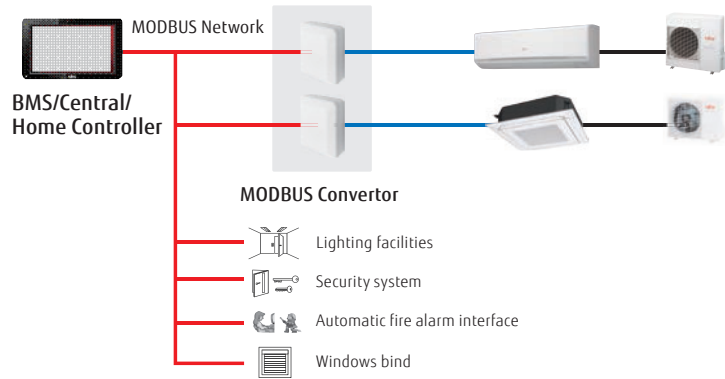 MODBUS Network
BMS/Central/
Home Controller
MODBUS Convertor
Lighting facilities
Security system
Automatic fire alarm interface
Windows bind